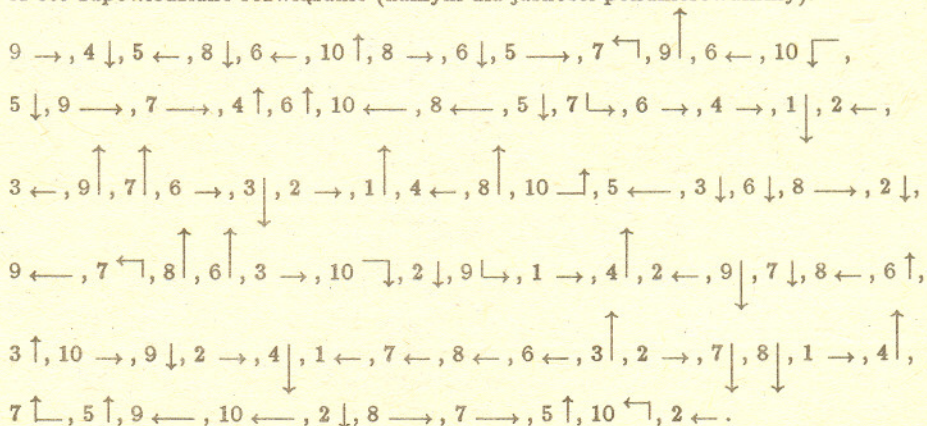 9 →, 4 ↓, 5 ←, 8 ↓, 6 ←, 10 ↑, 8 →, 6 ↓, 5 ⟶, 7 ↰, 9 ↑, 6 ←, 10 ↓,
5 ↓, 9 ⟶, 7 ⟶, 4 ↑, 6 ↑, 10 ⟵, 8 ⟵, 5 ↓, 7 ↳, 6 →, 4 →, 1 ↓, 2 ←,
3 ←, 9 ↑, 7 ↑, 6 →, 3 ↓, 2 →, 1 ↑, 4 ←, 8 ↑, 10 ↑, 5 ⟵, 3 ↓, 6 ↓, 8 ⟶, 2 ↓,
9 ⟵, 7 ↰, 8 ↑, 6 ↑, 3 →, 10 ↴, 2 ↓, 9 ↳, 1 →, 4 ↑, 2 ←, 9 ↓, 7 ↓, 8 ←, 6 ↑,
3 ↑, 10 →, 9 ↓, 2 →, 4 ↓, 1 ←, 7 ←, 8 ←, 6 ←, 3 ↑, 2 →, 7 ↓, 8 ↓, 1 →, 4 ↑,
7 ↑, 5 ↑, 9 ⟵, 10 ⟵, 2 ↓, 8 ⟶, 7 ⟶, 5 ↑, 10 ↰, 2 ←.